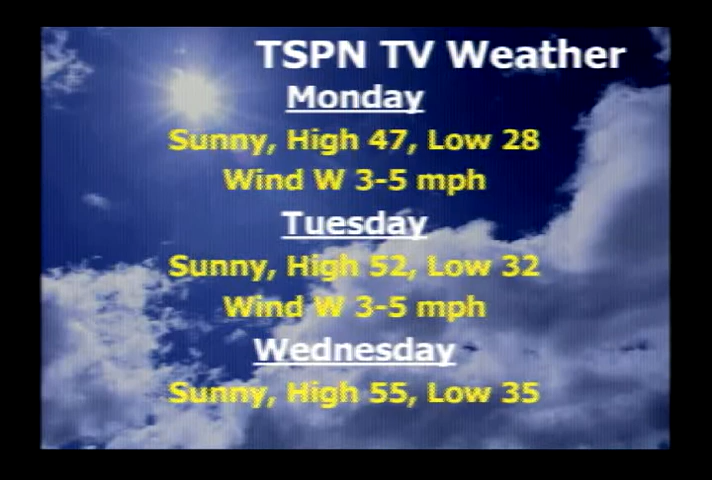 TSPN TV Weather
Monday
Sunny, High 47, Low 28
Wind W 3-5 mph
Tuesday
Sunny, High 52, Low 32
Wind W 3-5 mph
Wednesday
Sunny, High 55, Low 35